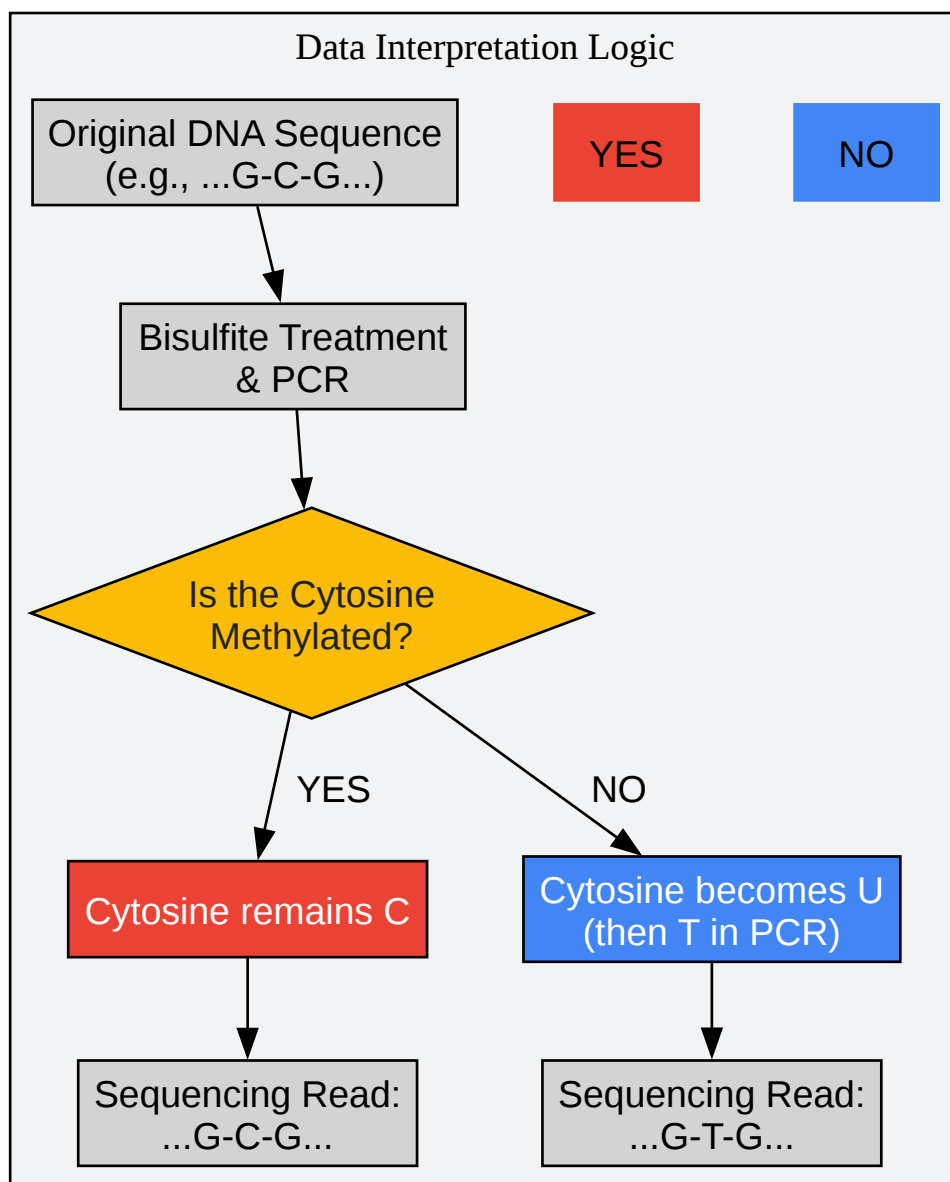 Data Interpretation Logic
Original DNA Sequence
(e.g., ...G-C-G...)
YES
NO
Bisulfite Treatment
& PCR
Is the Cytosine
Methylated?
YES
NO
Cytosine remains C
Cytosine becomes U
(then T in PCR)
Sequencing Read:
...G-C-G...
Sequencing Read:
...G-T-G...